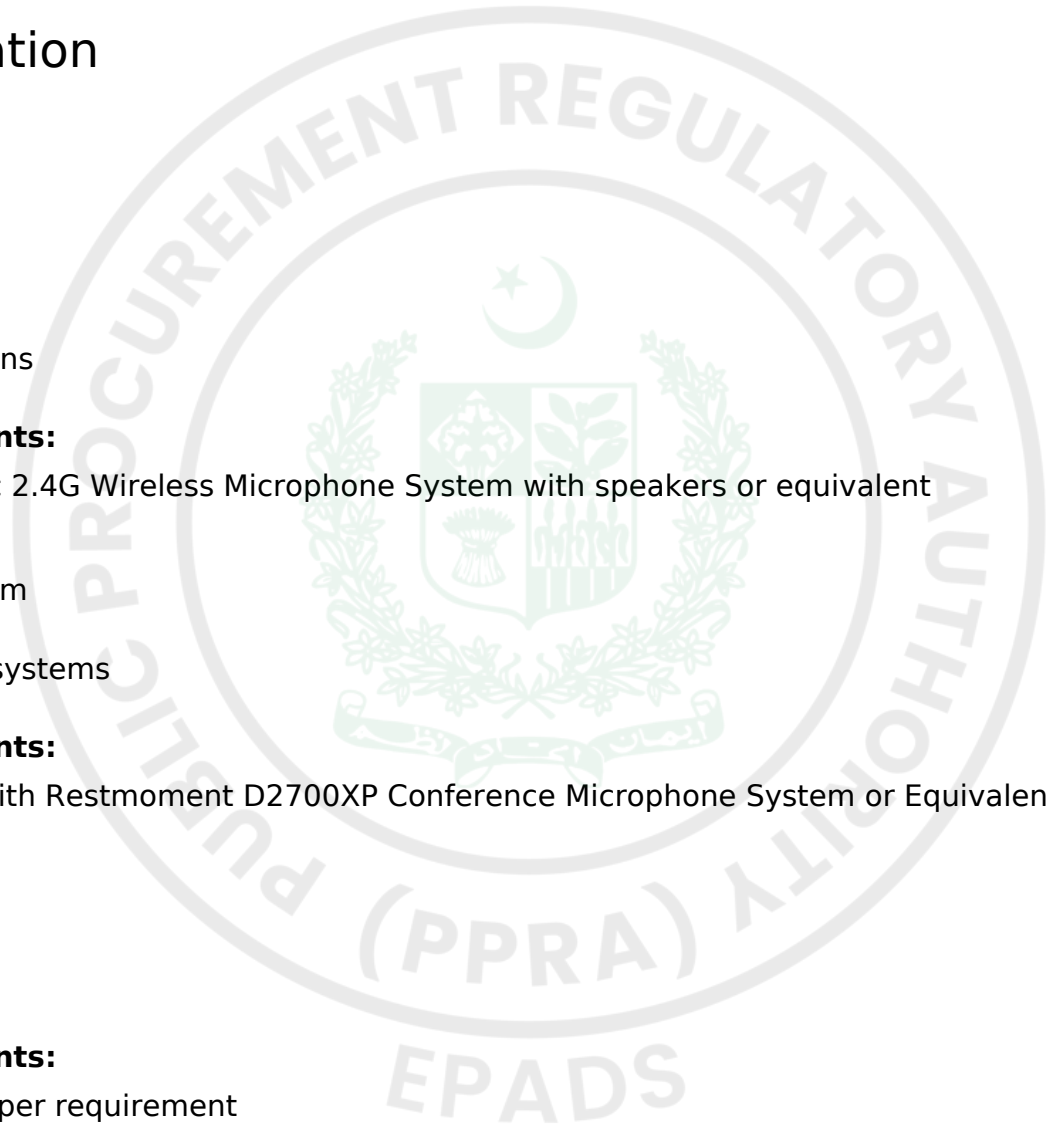 ation
ns
nts:
: 2.4G Wireless Microphone System with speakers or equivalent
m
systems
nts:
ith Restmoment D2700XP Conference Microphone System or Equivalen
nts:
per requirement
PUBLIC PROCUREMENT REGULATORY AUTHORITY
(PPRA)
EPADS